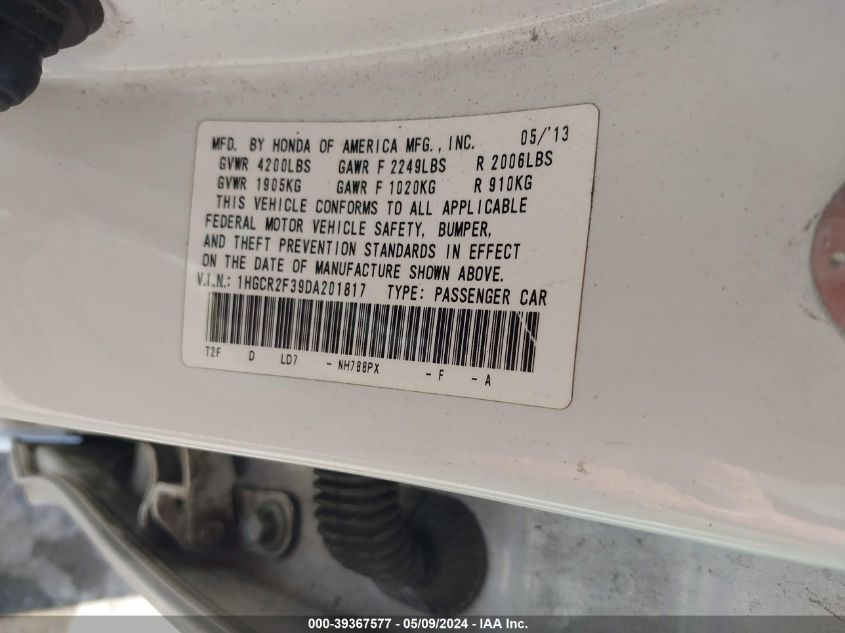 MFD. BY HONDA OF AMERICA MFG., INC. 05/'13
GVWR 4200LBS GAWR F 2249LBS R 2006LBS
GVWR 1905KG GAWR F 1020KG R 910KG
THIS VEHICLE CONFORMS TO ALL APPLICABLE
FEDERAL MOTOR VEHICLE SAFETY, BUMPER,
AND THEFT PREVENTION STANDARDS IN EFFECT
ON THE DATE OF MANUFACTURE SHOWN ABOVE.
V.I.N.: 1HGCR2F39DA201817 TYPE: PASSENGER CAR
T2F D LD7 - NH788PX - F - A
000-39367577 - 05/09/2024 - IAA Inc.